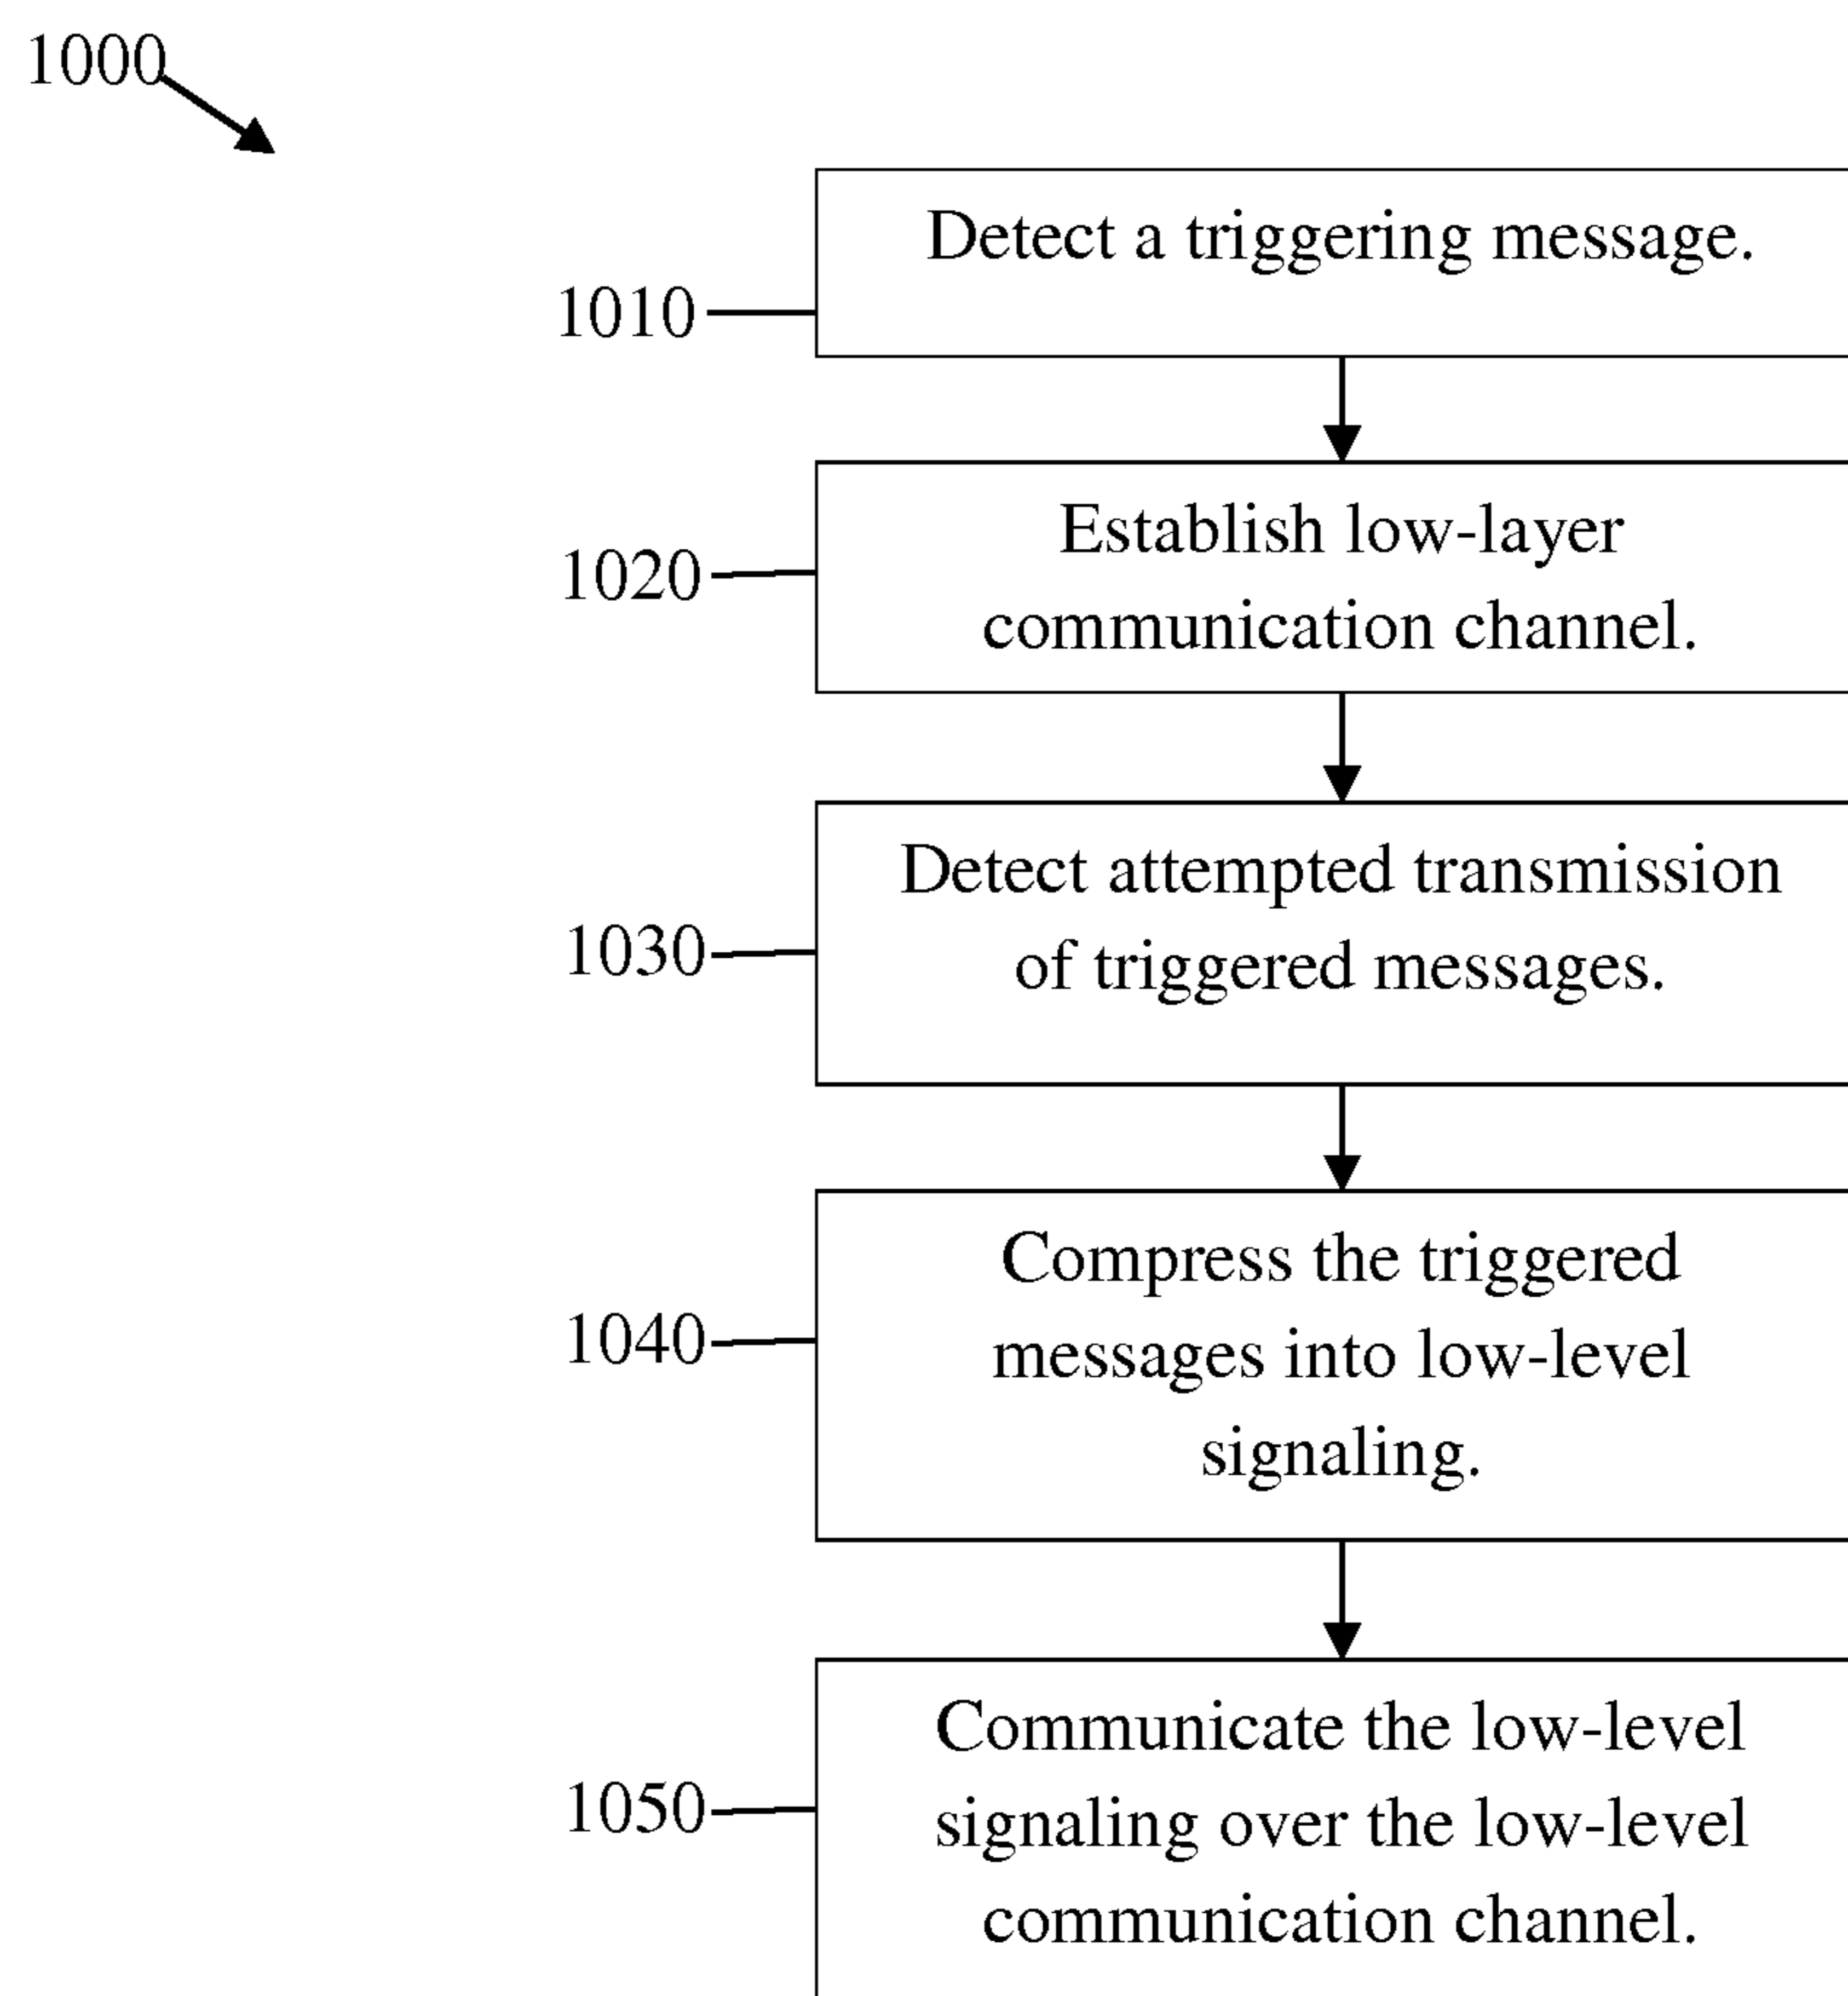 1000
Detect a triggering message.
1010
Establish low-layer
1020
communication channel.
Detect attempted transmission
1030
of triggered messages.
Compress the triggered
1040
messages into low-level
signaling.
Communicate the low-level
1050
signaling over the low-level
communication channel.